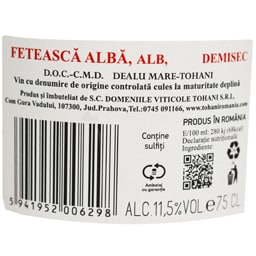 FETEASCĂ ALBĂ, ALB, DEMISEC
D.O.C.-C.M.D. DEALU MARE-TOHANI
Vin cu denumire de origine controlată cules la maturitate deplină
Produs și îmbuteliat de S.C. DOMENIILE VITICOLE TOHANI S.R.L.
Com Gura Vadului, 107300, Jud.Prahova, Tel.:0745 091166, www.tohaniromania.com
PRODUS ÎN ROMÂNIA
E/100 ml: 280 kj (68kcal)
Declarație nutrițională:
Conține
sulfiți
Ambalaj
cu garanție
5 941952 006298
ALC.11,5%VOL. e 75 CL